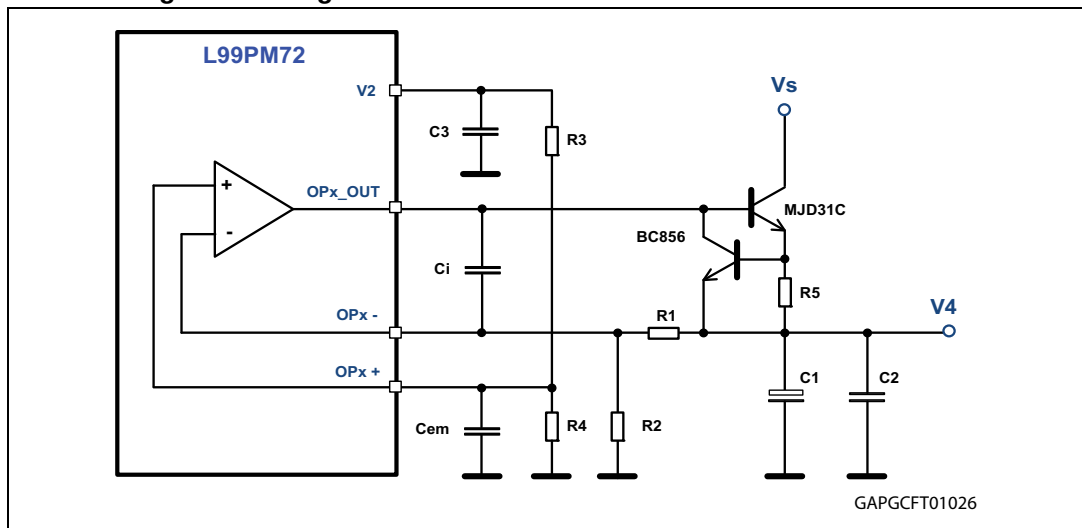 L99PM72
V2
Vs
C3
R3
OPx_OUT
+
-
MJD31C
BC856
Ci
R5
V4
OPx -
R1
OPx +
C1
C2
Cem
R4
R2
GAPGCFT01026